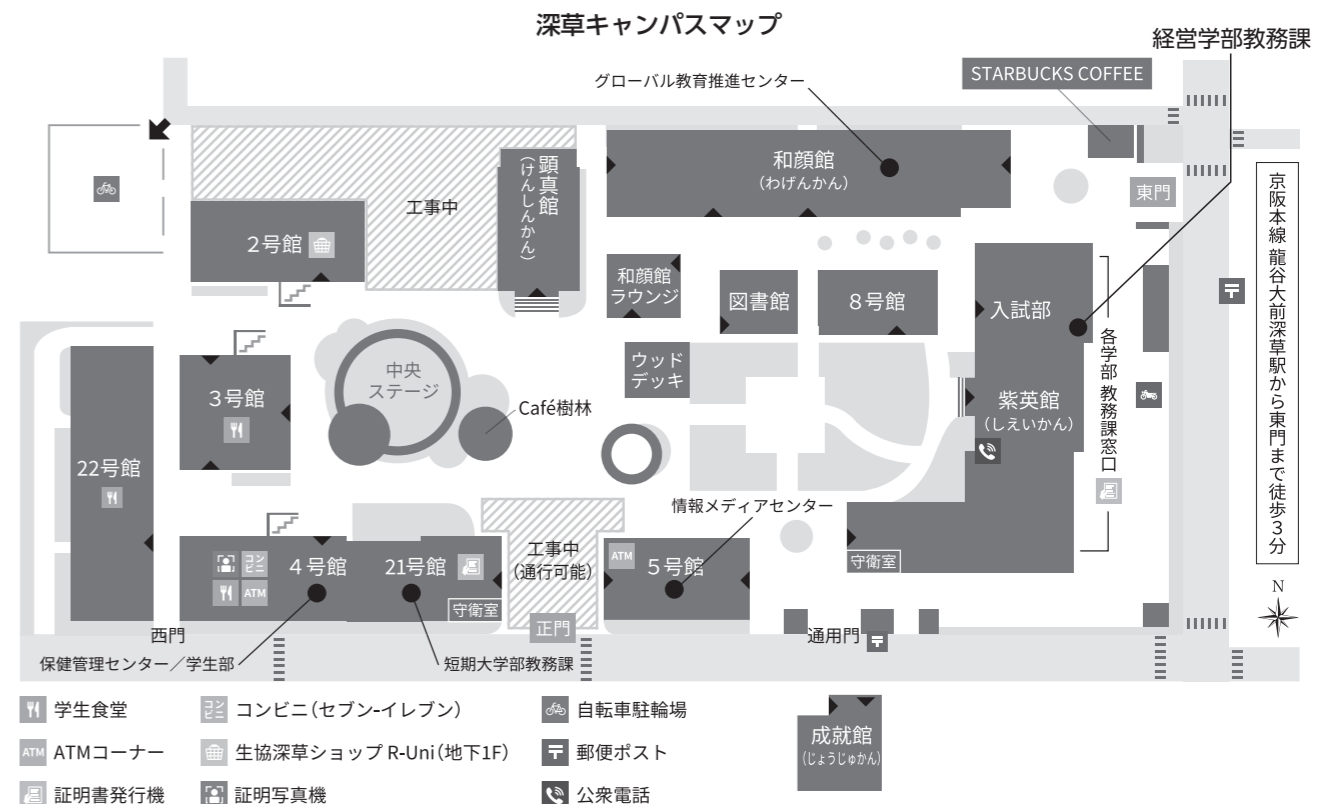 深草キャンパスマップ
経営学部教務課
グローバル教育推進センター
STARBUCKS COFFEE
和顔館
（わげんかん）
顕真館
（けんしんかん）
工事中
東門
２号館
和顔館
ラウンジ
図書館
８号館
入試部
京阪本線 龍谷大前深草駅から東門まで徒歩３分
各学部 教務課窓口
中央
ステージ
ウッド
デッキ
３号館
Café樹林
紫英館
（しえいかん）
22号館
情報メディアセンター
コンビニ
４号館
ATM
21号館
守衛室
工事中
（通行可能）
正門
ATM
５号館
守衛室
N
西門
通用門
保健管理センター／学生部
短期大学部教務課
学生食堂
コンビニ
コンビニ（セブン-イレブン）
自転車駐輪場
成就館
（じょうじゅかん）
ATM
ATMコーナー
生協深草ショップ R-Uni（地下1F）
郵便ポスト
証明書発行機
証明写真機
公衆電話